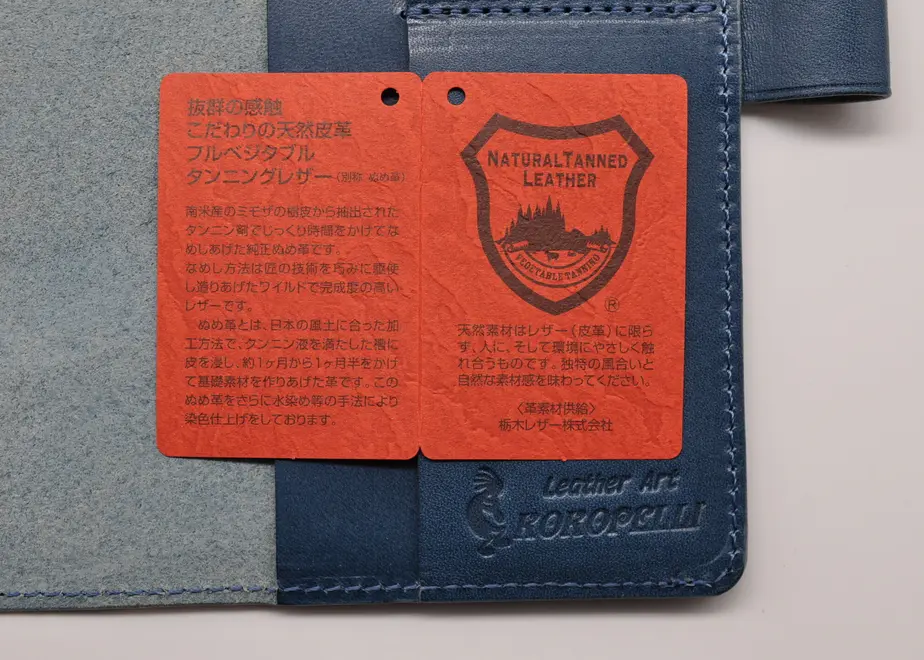 抜群の感触
こだわりの天然皮革
フルベジタブル
タンニングレザー(別称 ぬめ革)
南米産のミモザの樹皮から抽出された
タンニン剤でじっくり時間をかけてな
めしあげた純正ぬめ革です。
なめし方法は匠の技術を巧みに駆使
し造りあげたワイルドで完成度の高い
レザーです。
ぬめ革とは、日本の風土に合った加
工方法で、タンニン液を満たした槽に
皮を浸し、約1ヶ月から1ヶ月半をかけ
て基礎素材を作りあげた革です。この
ぬめ革をさらに水染め等の手法により
染色仕上げをしております。
NATURALTANNED
LEATHER
VEGETABLETANNING
®
天然素材はレザー(皮革)に限ら
ず、人に、そして環境にやさしく触
れ合うものです。独特の風合いと
自然な素材感を味わってください。
〈革素材供給〉
栃木レザー株式会社
Leather Art
KOKOPELLI